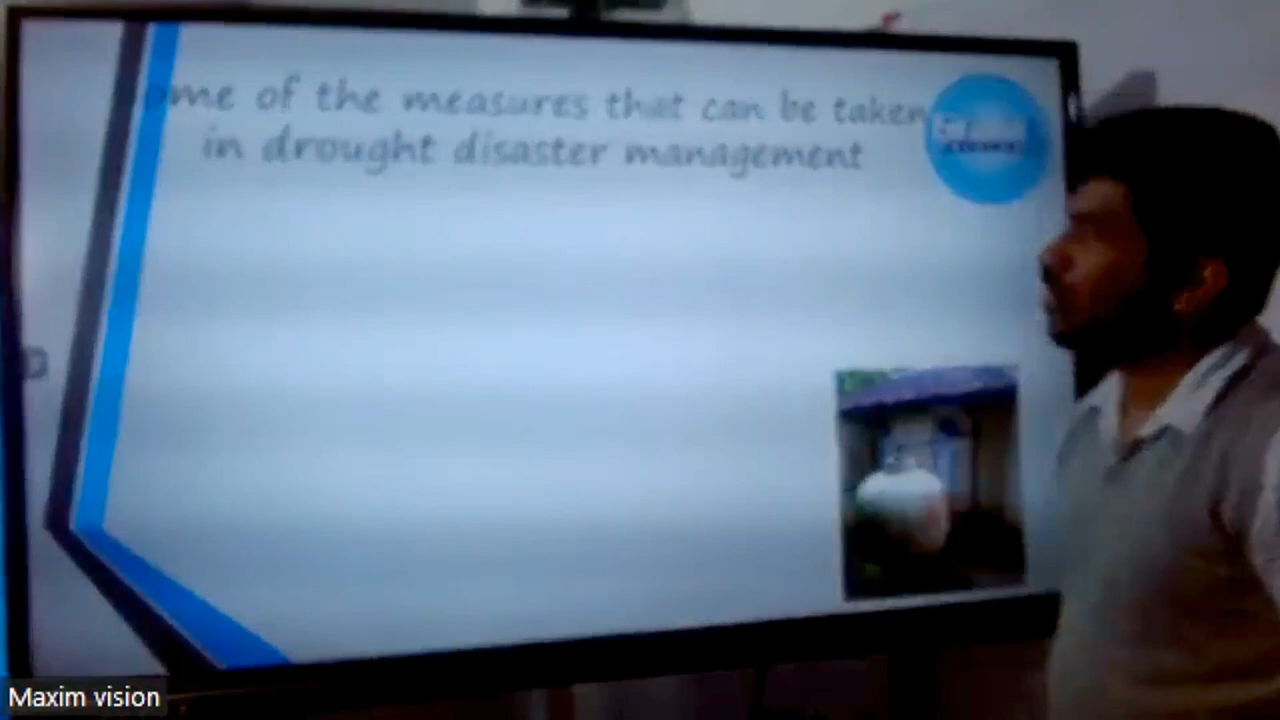 ome of the measures that can be taken
in drought disaster management
Maxim vision